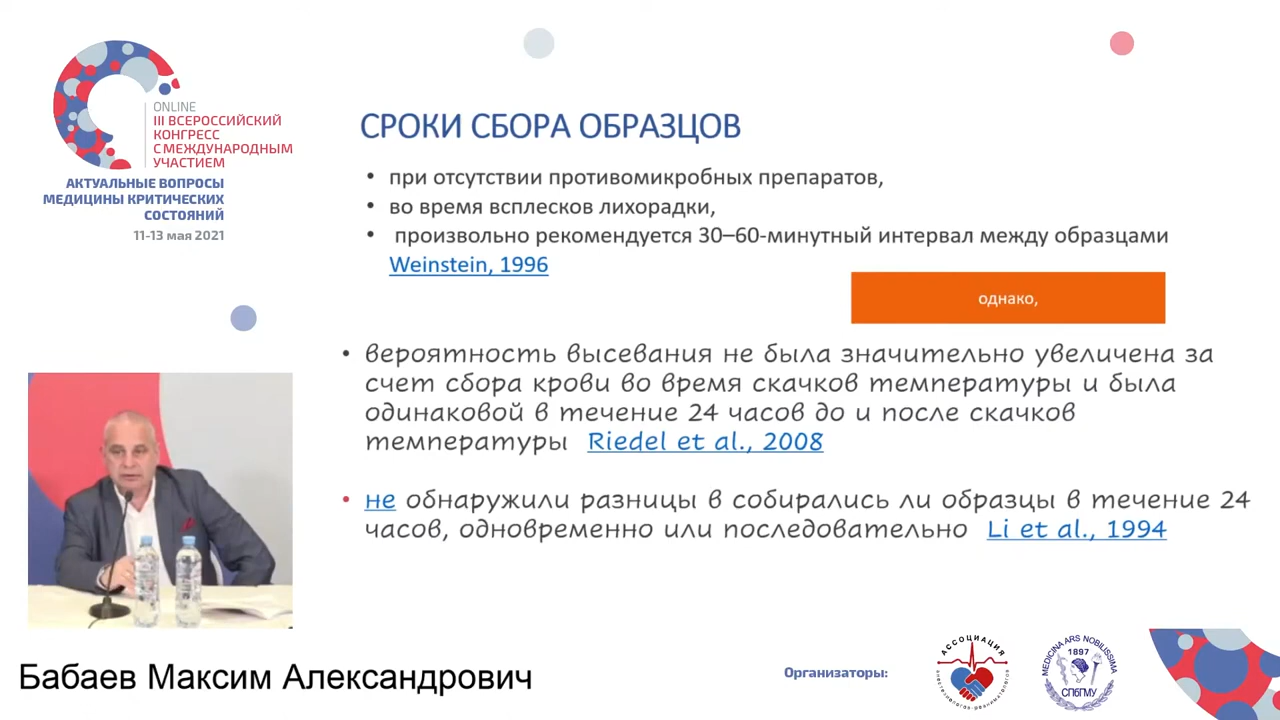 ONLINE
III ВСЕРОССИЙСКИЙ
КОНГРЕСС
С МЕЖДУНАРОДНЫМ
УЧАСТИЕМ
АКТУАЛЬНЫЕ ВОПРОСЫ
МЕДИЦИНЫ КРИТИЧЕСКИХ
СОСТОЯНИЙ
11-13 мая 2021
СРОКИ СБОРА ОБРАЗЦОВ
• при отсутствии противомикробных препаратов,
• во время всплесков лихорадки,
• произвольно рекомендуется 30–60-минутный интервал между образцами
Weinstein, 1996
однако,
• вероятность высевания не была значительно увеличена за
счет сбора крови во время скачков температуры и была
одинаковой в течение 24 часов до и после скачков
температуры Riedel et al., 2008
• не обнаружили разницы в собирались ли образцы в течение 24
часов, одновременно или последовательно Li et al., 1994
Бабаев Максим Александрович
Организаторы:
АССОЦИАЦИЯ
анестезиологов-реаниматологов
MEDICINA ARS NOBILISSIMA
1897
СПбГМУ